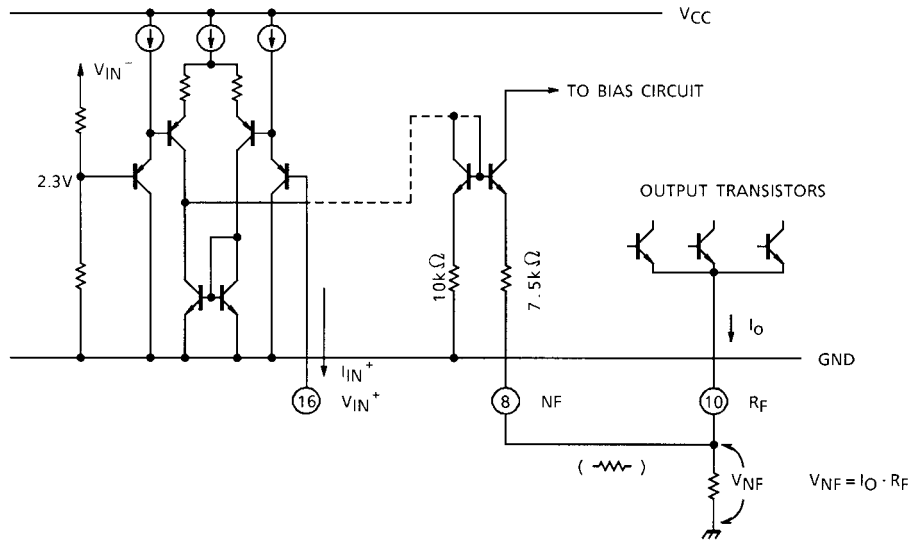 VCC
VIN−
TO BIAS CIRCUIT
2.3V
OUTPUT TRANSISTORS
10kΩ
7.5kΩ
IO
GND
IIN+
16
VIN+
8
NF
10
RF
( )
VNF
VNF = IO · RF